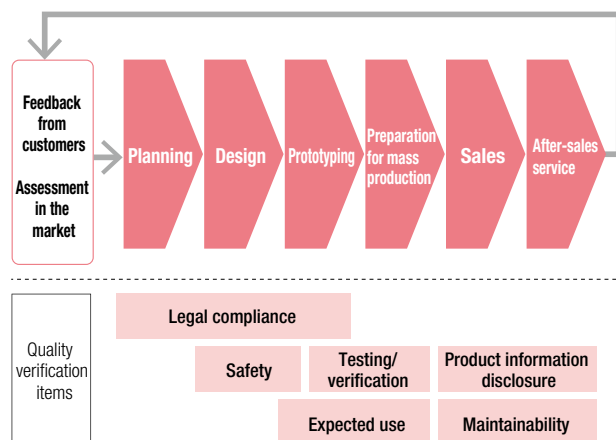 Feedback
from
customers
Assessment
in the
market
Planning
Design
Prototyping
Preparation
for mass
production
Sales
After-sales
service
Quality
verification
items
Legal compliance
Safety
Testing/
verification
Product information
disclosure
Expected use
Maintainability